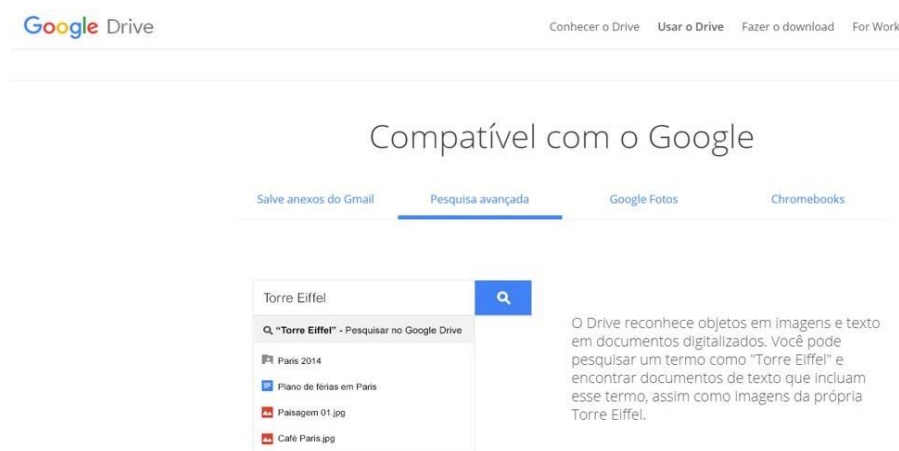 Google Drive
Conhecer o Drive Usar o Drive Fazer o download For Work
Compatível com o Google
Salve anexos do Gmail Pesquisa avançada Google Fotos Chromebooks
Torre Eiffel
"Torre Eiffel" - Pesquisar no Google Drive
Paris 2014
Plano de férias em Paris
Paisagem 01.jpg
Café Paris.jpg
O Drive reconhece objetos em imagens e texto
em documentos digitalizados. Você pode
pesquisar um termo como "Torre Eiffel" e
encontrar documentos de texto que incluam
esse termo, assim como imagens da própria
Torre Eiffel.